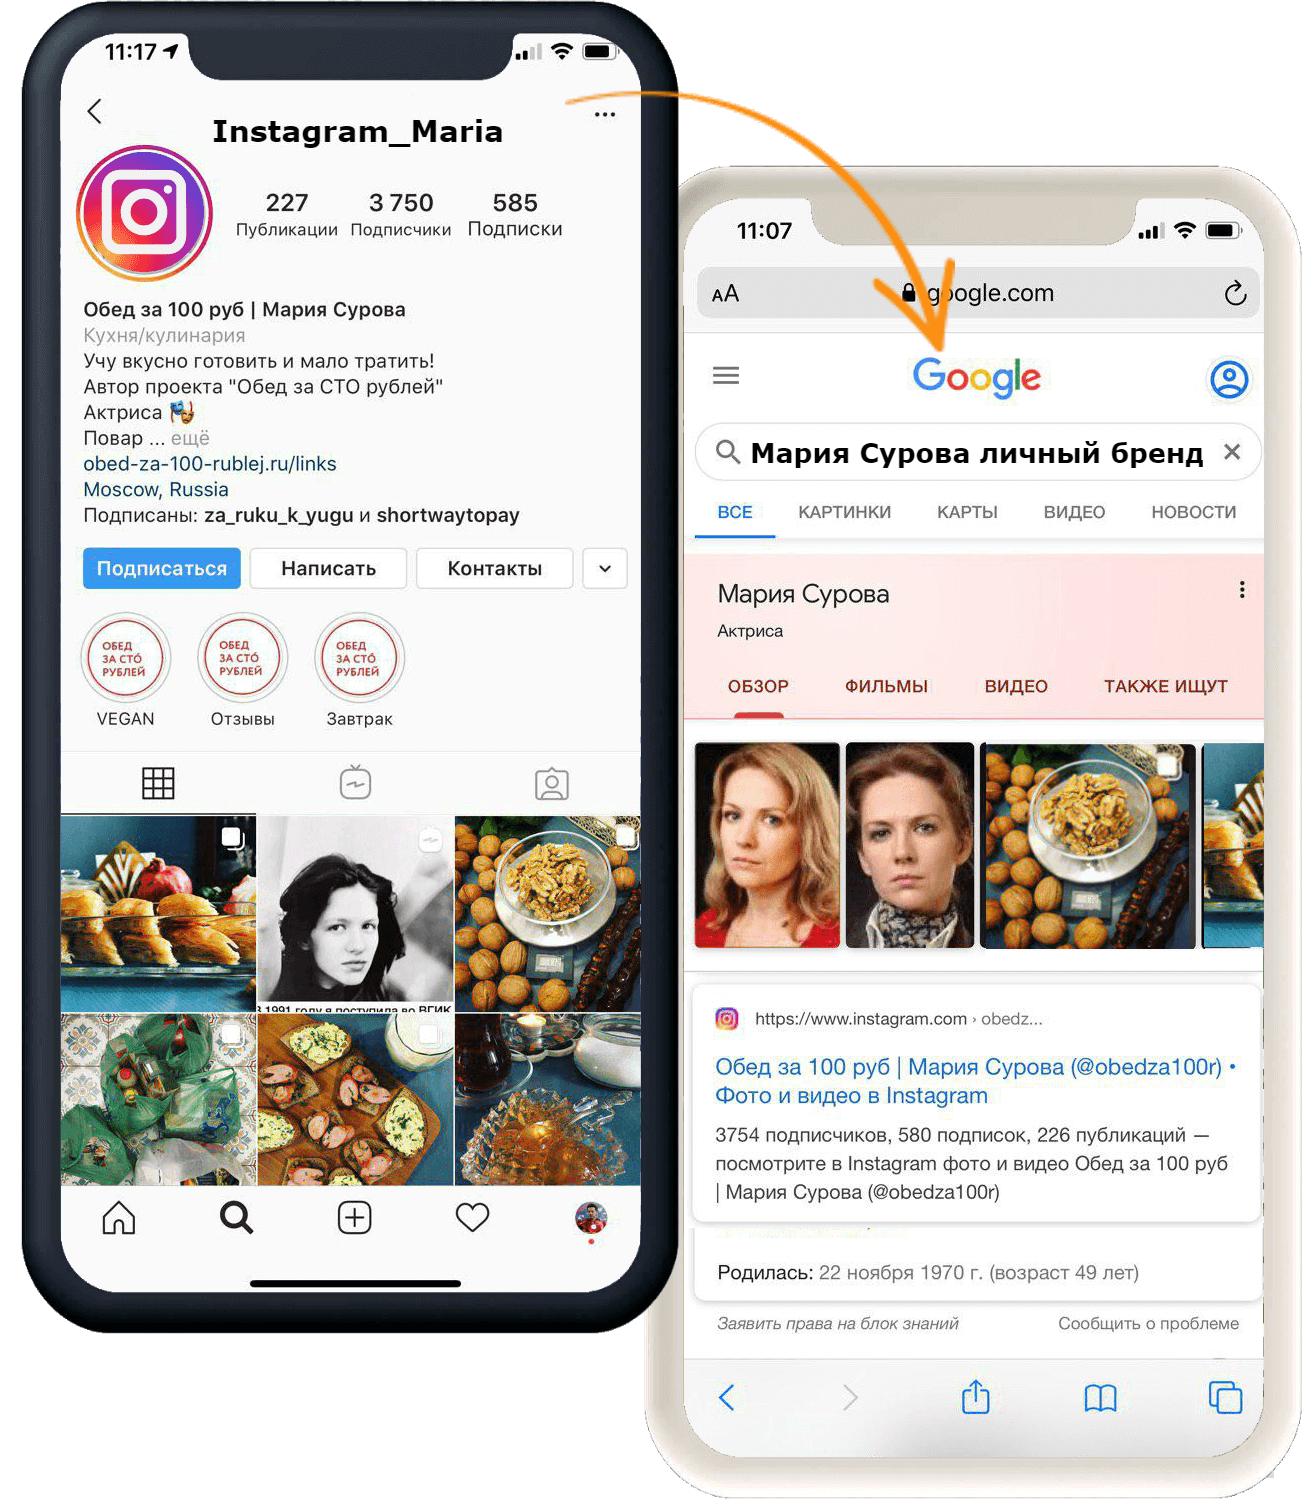 11:17
Instagram_Maria
227 3 750 585
Публикации Подписчики Подписки
Обед за 100 руб | Мария Сурова
Кухня/кулинария
Учу вкусно готовить и мало тратить!
Автор проекта "Обед за СТО рублей"
Актриса
Повар ... ещё
obed-za-100-rublej.ru/links
Moscow, Russia
Подписаны: za_ruku_k_yugu и shortwaytopay
Подписаться Написать Контакты
ОБЕД
ЗА СТО́
РУБЛЕЙ
ОБЕД
ЗА СТО́
РУБЛЕЙ
ОБЕД
ЗА СТО́
РУБЛЕЙ
VEGAN Отзывы Завтрак
В 1991 году я поступила во ВГИК
11:07
AA google.com
Google
Мария Сурова личный бренд
ВСЕ КАРТИНКИ КАРТЫ ВИДЕО НОВОСТИ
Мария Сурова
Актриса
ОБЗОР ФИЛЬМЫ ВИДЕО ТАКЖЕ ИЩУТ
https://www.instagram.com › obedz...
Обед за 100 руб | Мария Сурова (@obedza100r) •
Фото и видео в Instagram
3754 подписчиков, 580 подписок, 226 публикаций —
посмотрите в Instagram фото и видео Обед за 100 руб
| Мария Сурова (@obedza100r)
Родилась: 22 ноября 1970 г. (возраст 49 лет)
Заявить права на блок знаний Сообщить о проблеме